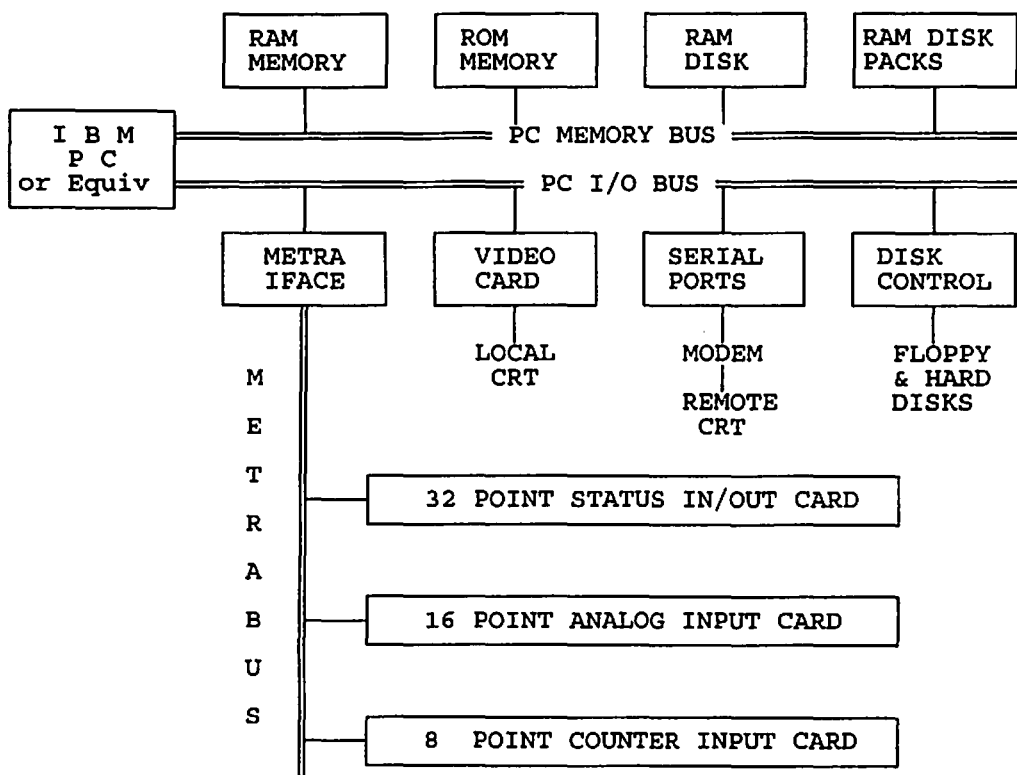 RAM MEMORY
ROM MEMORY
RAM DISK
RAM DISK PACKS
I B M
P C
or Equiv
PC MEMORY BUS
PC I/O BUS
METRA IFACE
VIDEO CARD
SERIAL PORTS
DISK CONTROL
LOCAL CRT
MODEM
REMOTE CRT
FLOPPY & HARD DISKS
METRABUS
32 POINT STATUS IN/OUT CARD
16 POINT ANALOG INPUT CARD
8 POINT COUNTER INPUT CARD